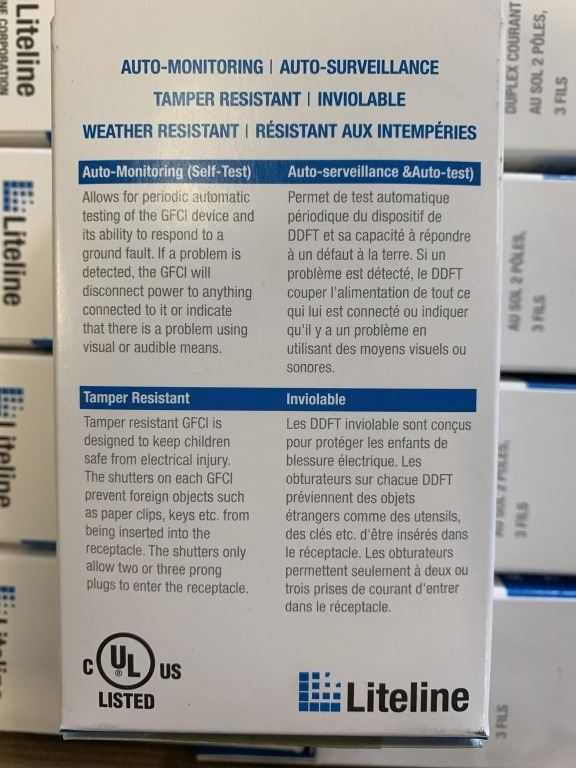 AUTO-MONITORING | AUTO-SURVEILLANCE
TAMPER RESISTANT | INVIOLABLE
WEATHER RESISTANT | RÉSISTANT AUX INTEMPÉRIES
Auto-Monitoring (Self-Test)
Allows for periodic automatic
testing of the GFCI device and
its ability to respond to a
ground fault. If a problem is
detected, the GFCI will
disconnect power to anything
connected to it or indicate
that there is a problem using
visual or audible means.
Auto-serveillance &Auto-test)
Permet de test automatique
périodique du dispositif de
DDFT et sa capacité à répondre
à un défaut à la terre. Si un
problème est détecté, le DDFT
couper l'alimentation de tout ce
qui lui est connecté ou indiquer
qu'il y a un problème en
utilisant des moyens visuels ou
sonores.
Tamper Resistant
Tamper resistant GFCI is
designed to keep children
safe from electrical injury.
The shutters on each GFCI
prevent foreign objects such
as paper clips, keys etc. from
being inserted into the
receptacle. The shutters only
allow two or three prong
plugs to enter the receptacle.
Inviolable
Les DDFT inviolable sont conçus
pour protéger les enfants de
blessure électrique. Les
obturateurs sur chacue DDFT
préviennent des objets
étrangers comme des utensils,
des clés etc. d'être insérés dans
le réceptacle. Les obturateurs
permettent seulement à deux ou
trois prises de courant d'entrer
dans le réceptacle.
C UL ® US
LISTED
Liteline
Liteline
NE CORPORATION
Liteline
Liteline
Liteline
DUPLEX COURANT
AU SOL 2 PÔLES,
3 FILS
AU SOL 2 PÔLES,
3 FILS
AU SOL 2 PÔLES,
3 FILS
3 FILS